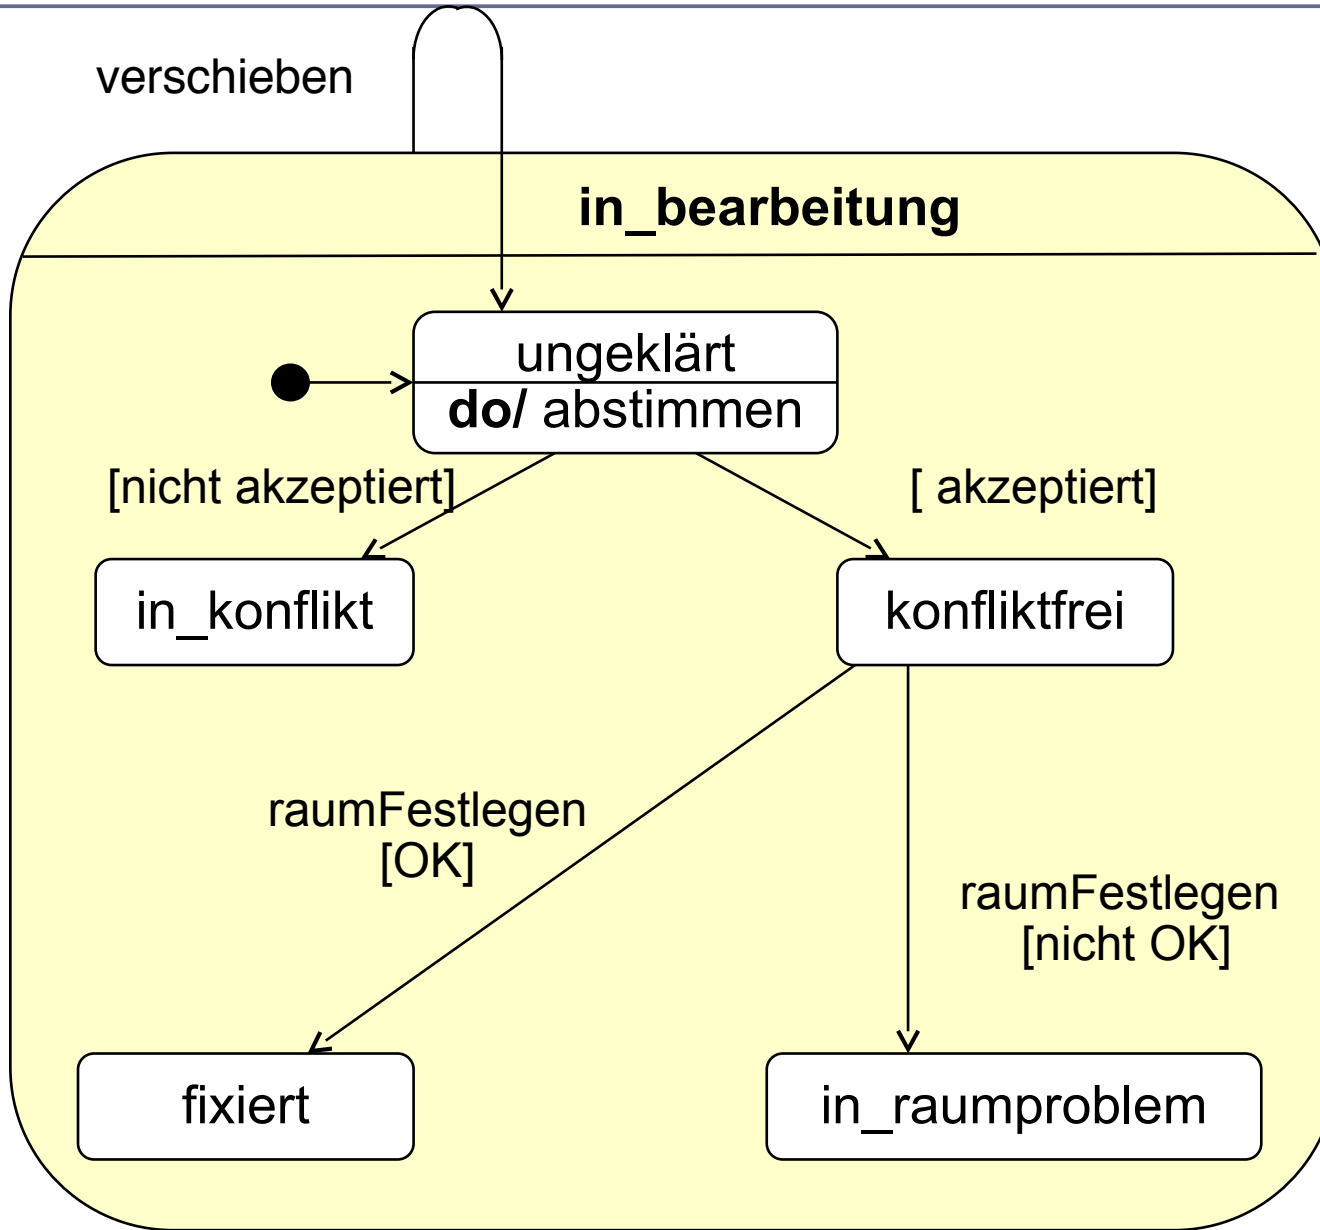 verschieben
in_bearbeitung
ungeklärt
do/ abstimmen
[nicht akzeptiert]
[ akzeptiert]
in_konflikt
konfliktfrei
raumFestlegen
[OK]
raumFestlegen
[nicht OK]
fixiert
in_raumproblem